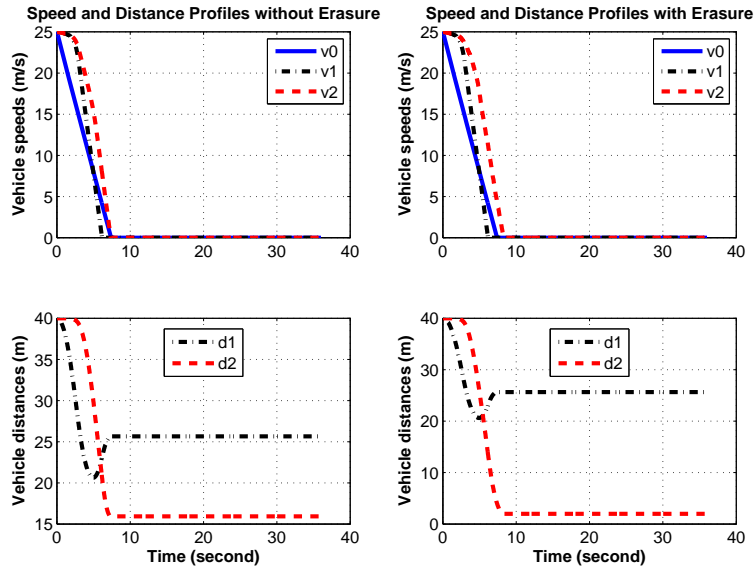 Speed and Distance Profiles without Erasure
Vehicle speeds (m/s)
25
20
15
10
5
0
0 10 20 30 40
v0
v1
v2
Speed and Distance Profiles with Erasure
Vehicle speeds (m/s)
25
20
15
10
5
0
0 10 20 30 40
v0
v1
v2
Vehicle distances (m)
40
35
30
25
20
15
0 10 20 30 40
Time (second)
d1
d2
Vehicle distances (m)
40
30
20
10
0
0 10 20 30 40
Time (second)
d1
d2